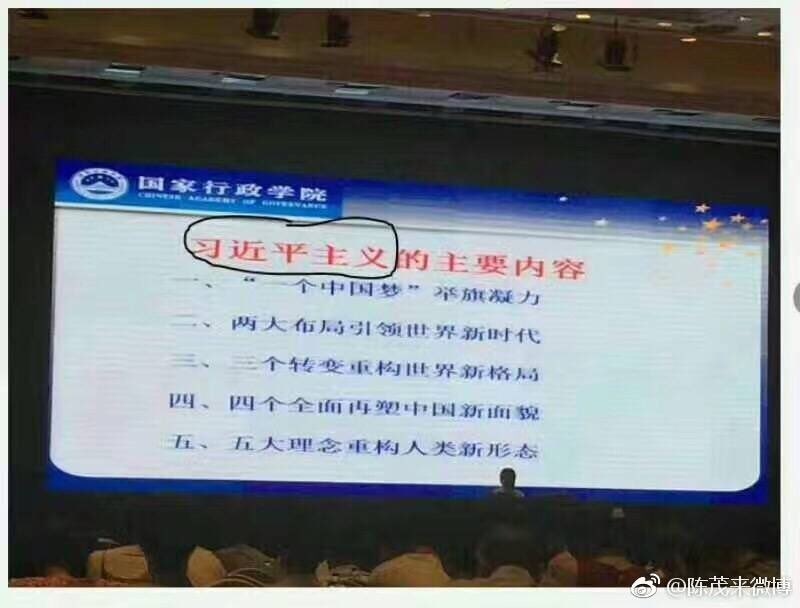 国家行政学院
CHINESE ACADEMY OF GOVERNANCE
习近平主义的主要内容
一、“一个中国梦”举旗凝力
二、两大布局引领世界新时代
三、三个转变重构世界新格局
四、四个全面再塑中国新面貌
五、五大理念重构人类新形态
@陈茂来微博